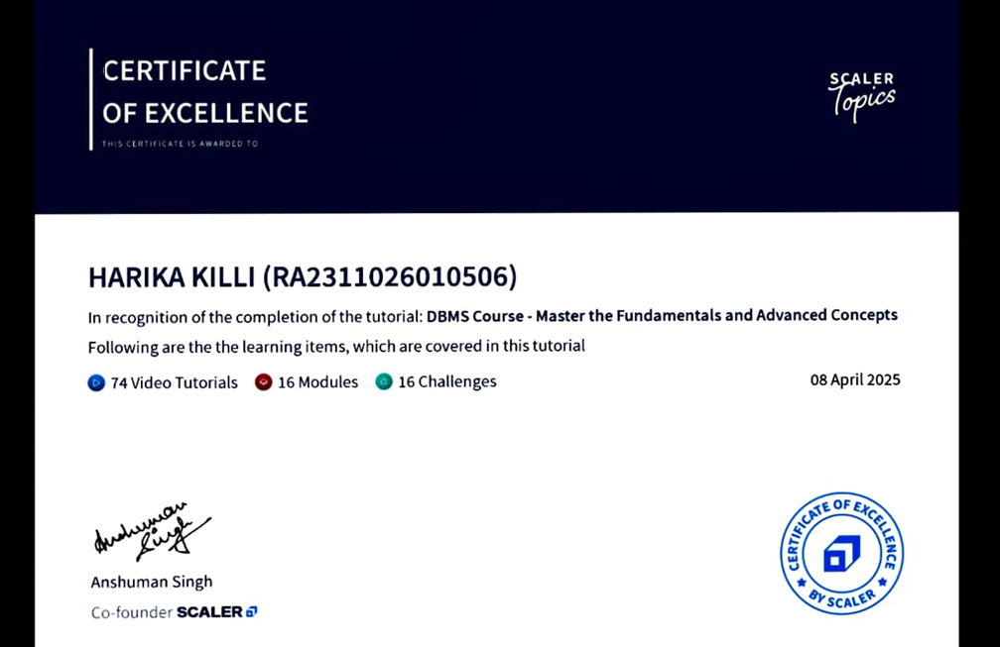 CERTIFICATE
OF EXCELLENCE
THIS CERTIFICATE IS AWARDED TO
SCALER
Topics
HARIKA KILLI (RA2311026010506)
In recognition of the completion of the tutorial: DBMS Course - Master the Fundamentals and Advanced Concepts
Following are the the learning items, which are covered in this tutorial
74 Video Tutorials 16 Modules 16 Challenges
08 April 2025
Anshuman
Singh
Anshuman Singh
Co-founder SCALER
CERTIFICATE OF EXCELLENCE
BY SCALER